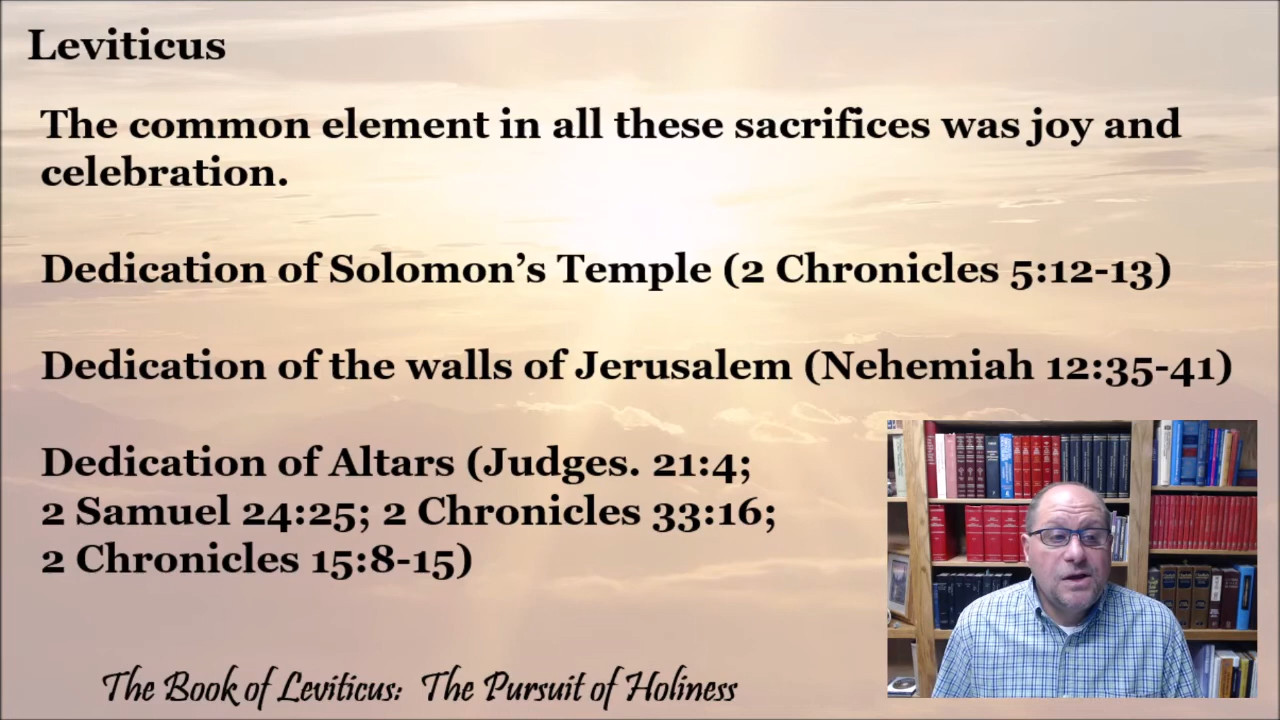 Leviticus
The common element in all these sacrifices was joy and
celebration.
Dedication of Solomon’s Temple (2 Chronicles 5:12-13)
Dedication of the walls of Jerusalem (Nehemiah 12:35-41)
Dedication of Altars (Judges. 21:4;
2 Samuel 24:25; 2 Chronicles 33:16;
2 Chronicles 15:8-15)
The Book of Leviticus: The Pursuit of Holiness